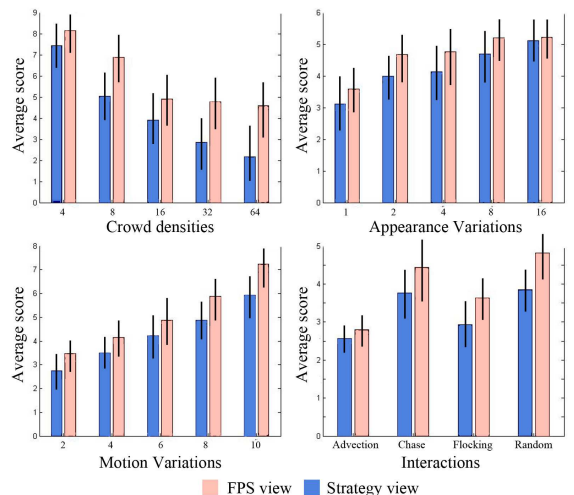 Average score
9
8
7
6
5
4
3
2
1
0
4 8 16 32 64
Crowd densities
Average score
6
5
4
3
2
1
0
1 2 4 8 16
Appearance Variations
Average score
8
7
6
5
4
3
2
1
0
2 4 6 8 10
Motion Variations
Average score
5
4
3
2
2
1
0
Advection Chase Flocking Random
Interactions
FPS view Strategy view